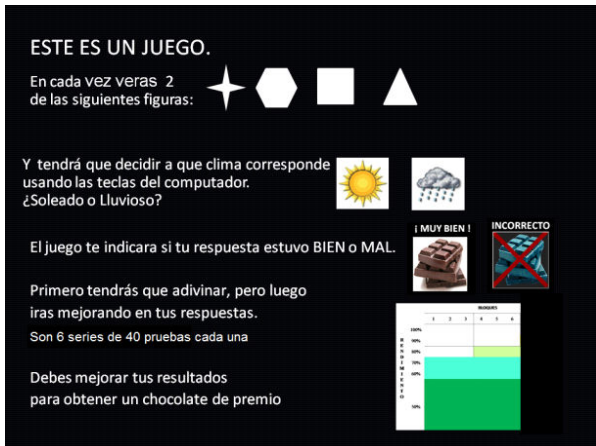 ESTE ES UN JUEGO.
En cada vez veras 2
de las siguientes figuras:
Y tendrá que decidir a que clima corresponde
usando las teclas del computador.
¿Soleado o Lluvioso?
¡ MUY BIEN !
INCORRECTO
El juego te indicara si tu respuesta estuvo BIEN o MAL.
Primero tendrás que adivinar, pero luego
iras mejorando en tus respuestas.
Son 6 series de 40 pruebas cada una
BLOQUES
1 2 3 4 5 6
100%
90%
80%
70%
60%
50%
RENDIMIENTO
Debes mejorar tus resultados
para obtener un chocolate de premio